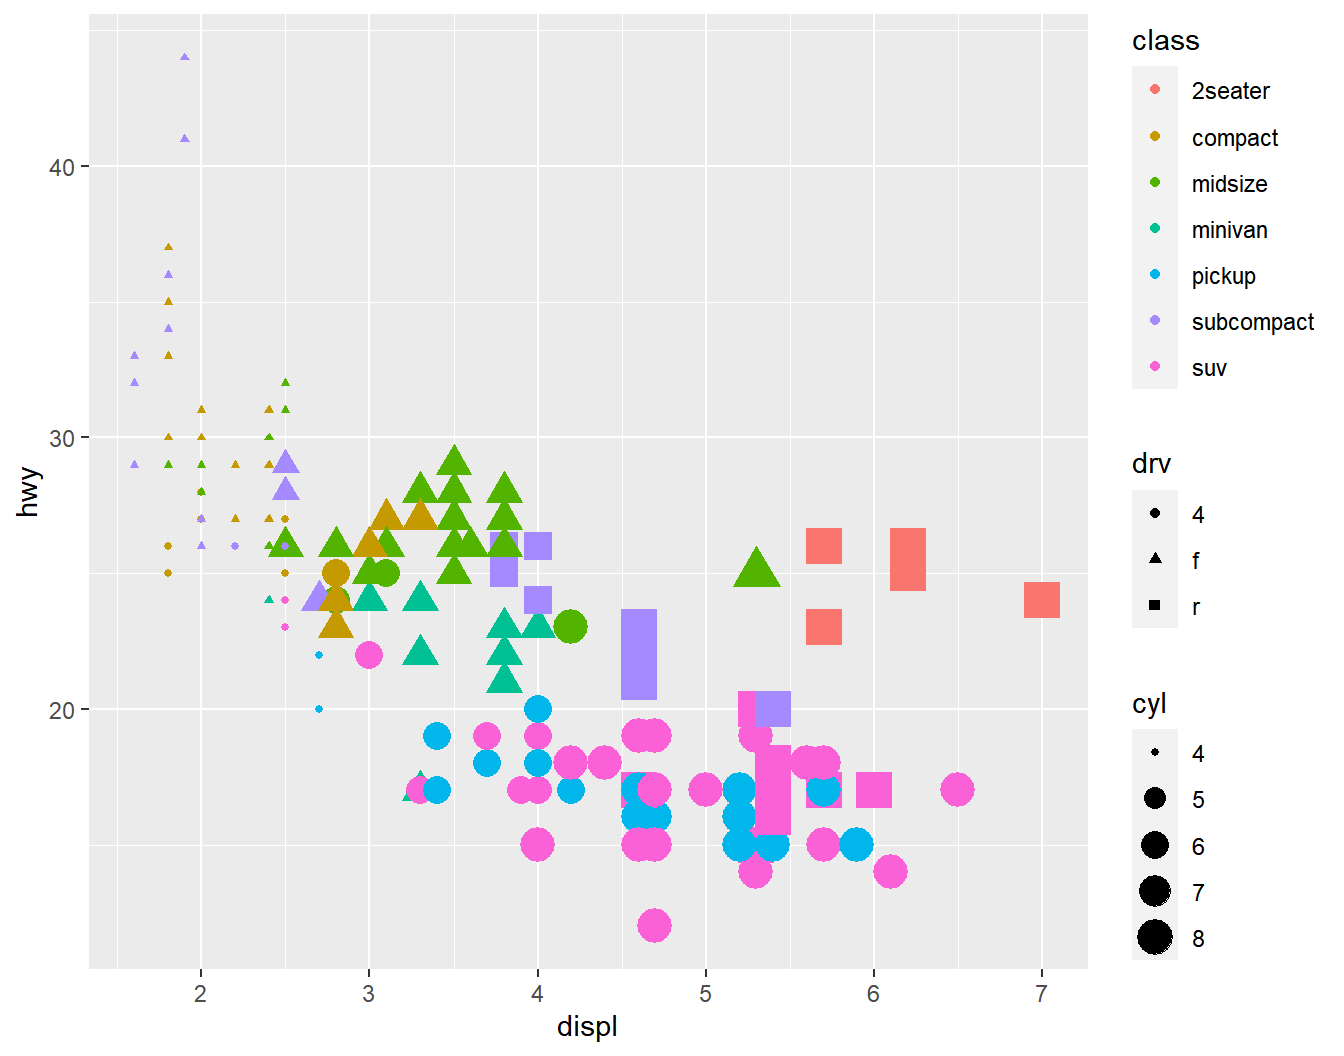 class
2seater
compact
midsize
minivan
pickup
subcompact
suv
drv
4
f
r
cyl
4
5
6
7
8
hwy
40
30
20
2
3
4
5
6
7
displ